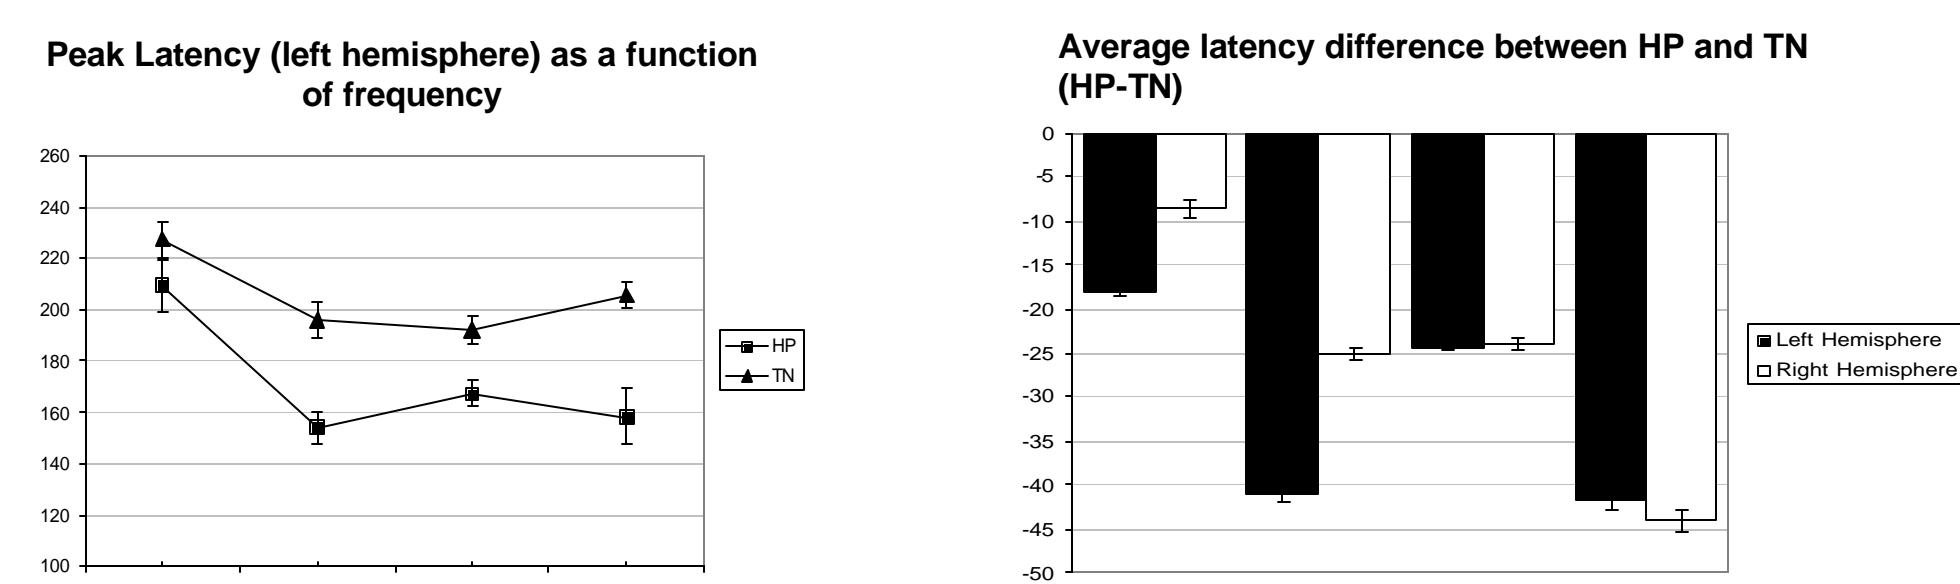 Peak Latency (left hemisphere) as a function
of frequency
260
240
220
200
180
160
140
120
100
HP
TN
Average latency difference between HP and TN
(HP-TN)
0
-5
-10
-15
-20
-25
-30
-35
-40
-45
-50
Left Hemisphere
Right Hemisphere